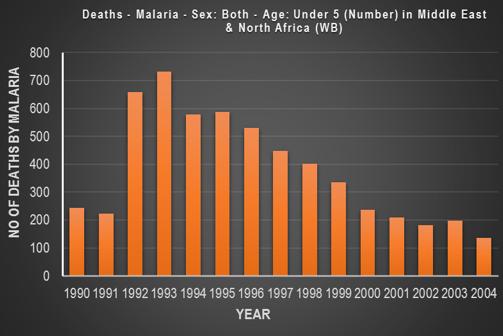 Deaths - Malaria - Sex: Both - Age: Under 5 (Number) in Middle East
& North Africa (WB)
NO OF DEATHS BY MALARIA
800
700
600
500
400
300
200
100
0
1990 1991 1992 1993 1994 1995 1996 1997 1998 1999 2000 2001 2002 2003 2004
YEAR